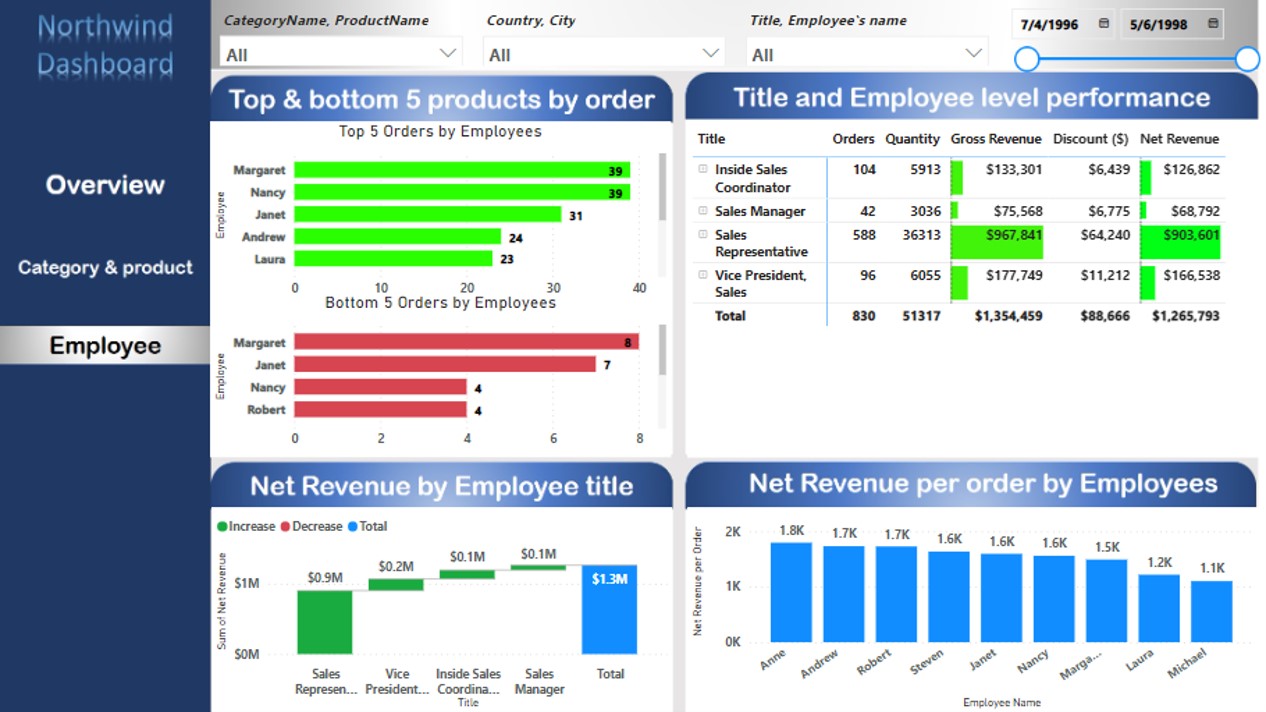 Northwind
Dashboard
Overview
Category & product
Employee
CategoryName, ProductName
All
Country, City
All
Title, Employee`s name
All
7/4/1996
5/6/1998
Top & bottom 5 products by order
Top 5 Orders by Employees
Employee
Margaret 39
Nancy 39
Janet 31
Andrew 24
Laura 23
0 10 20 30 40
Bottom 5 Orders by Employees
Employee
Margaret 8
Janet 7
Nancy 4
Robert 4
0 2 4 6 8
Title and Employee level performance
Title Orders Quantity Gross Revenue Discount ($) Net Revenue
Inside Sales
Coordinator 104 5913 $133,301 $6,439 $126,862
Sales Manager 42 3036 $75,568 $6,775 $68,792
Sales
Representative 588 36313 $967,841 $64,240 $903,601
Vice President,
Sales 96 6055 $177,749 $11,212 $166,538
Total 830 51317 $1,354,459 $88,666 $1,265,793
Net Revenue by Employee title
Increase Decrease Total
Sum of Net Revenue
$1M
$0M
$0.9M $0.2M $0.1M $0.1M $1.3M
Sales
Represen...
Vice
President...
Inside Sales
Coordina...
Sales
Manager
Total
Title
Net Revenue per order by Employees
Net Revenue per Order
2K
1K
0K
1.8K 1.7K 1.7K 1.6K 1.6K 1.6K 1.5K 1.2K 1.1K
Anne Andrew Robert Steven Janet Nancy Marga... Laura Michael
Employee Name